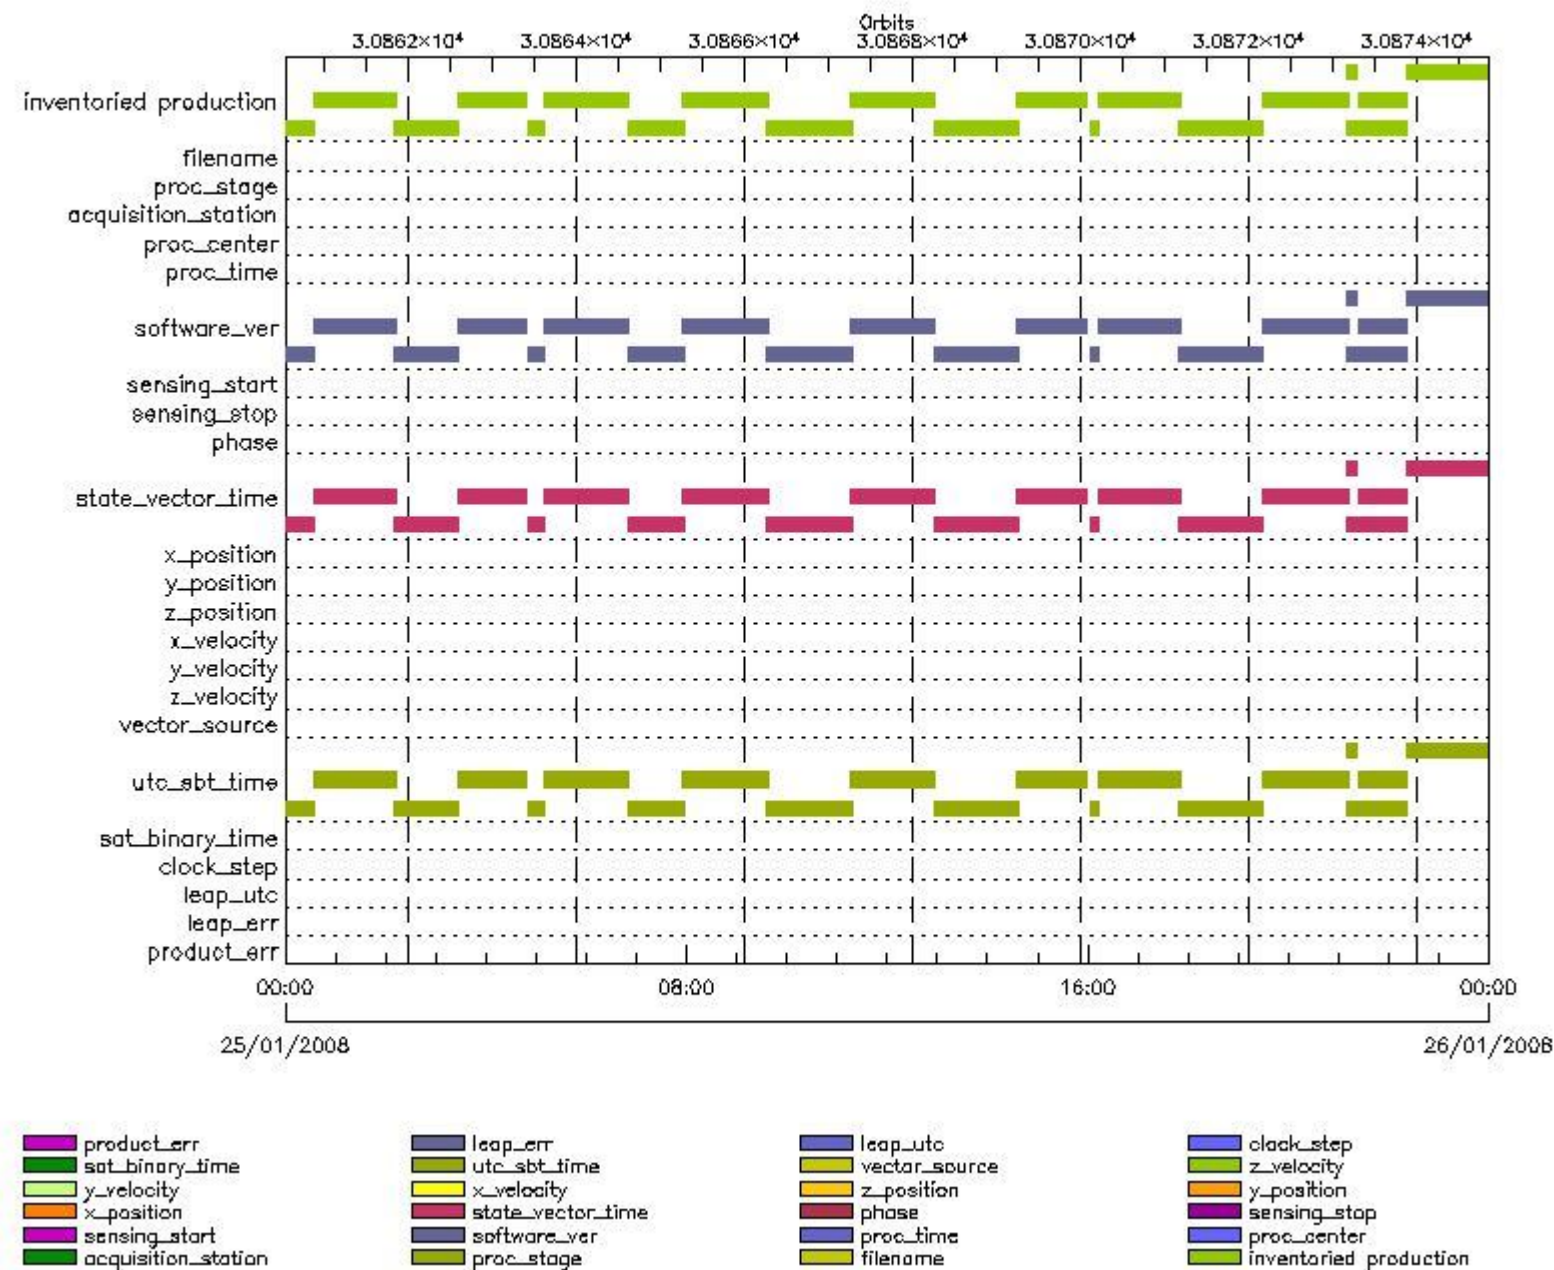 Orbits
3.0862×10⁴ 3.0864×10⁴ 3.0866×10⁴ 3.0868×10⁴ 3.0870×10⁴ 3.0872×10⁴ 3.0874×10⁴
inventoried production
filename
proc_stage
acquisition_station
proc_center
proc_time
software_ver
sensing_start
sensing_stop
phase
state_vector_time
x_position
y_position
z_position
x_velocity
y_velocity
z_velocity
vector_source
utc_sbt_time
sat_binary_time
clock_step
leap_utc
leap_err
product_err
00:00 08:00 16:00 00:00
25/01/2008 26/01/2008
product_err leap_err leap_utc clock_step
sat_binary_time utc_sbt_time vector_source z_velocity
y_velocity x_velocity z_position y_position
x_position state_vector_time phase sensing_stop
sensing_start software_ver proc_time proc_center
acquisition_station proc_stage filename inventoried production